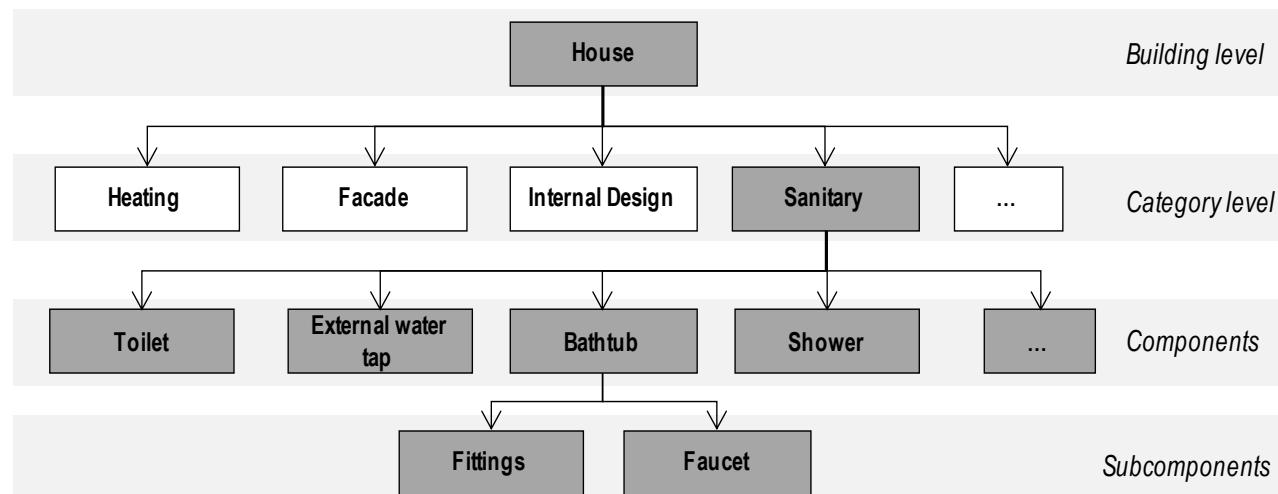 House
Building level
Heating
Facade
Internal Design
Sanitary
...
Category level
Toilet
External water
tap
Bathtub
Shower
...
Components
Fittings
Faucet
Subcomponents